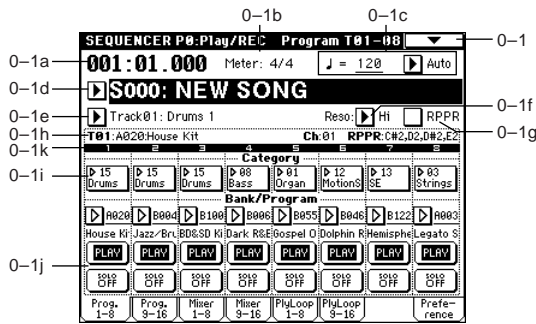 0–1b 0–1c
SEQUENCER P0:Play/REC Program T01–08 0–1
0–1a 001:01.000 Meter: 4/4 ♩ = 120 Auto
0–1d S000: NEW SONG
0–1e Track01: Drums 1 Reso: Hi RPPR 0–1f
0–1g
0–1h T01:A020:House Kit Ch:01 RPPR:C#2,D2,D#2,E2
0–1k 1 2 3 4 5 6 7 8
Category
0–1i 15 Drums 15 Drums 15 Drums 08 Bass 01 Organ 12 MotionS 13 SE 03 Strings
Bank/Program
A020 B004 B100 B006 B055 B046 B122 A003
House Ki Jazz/Bru BD&SD Ki Dark R&B Gospel O Dolphin R Hemisphe Legato S
PLAY PLAY PLAY PLAY PLAY PLAY PLAY PLAY
0–1j SOLO OFF SOLO OFF SOLO OFF SOLO OFF SOLO OFF SOLO OFF SOLO OFF SOLO OFF
Prog. 1–8 Prog. 9–16 Mixer 1–8 Mixer 9–16 PlyLoop 1–8 PlyLoop 9–16 Prefe–rence